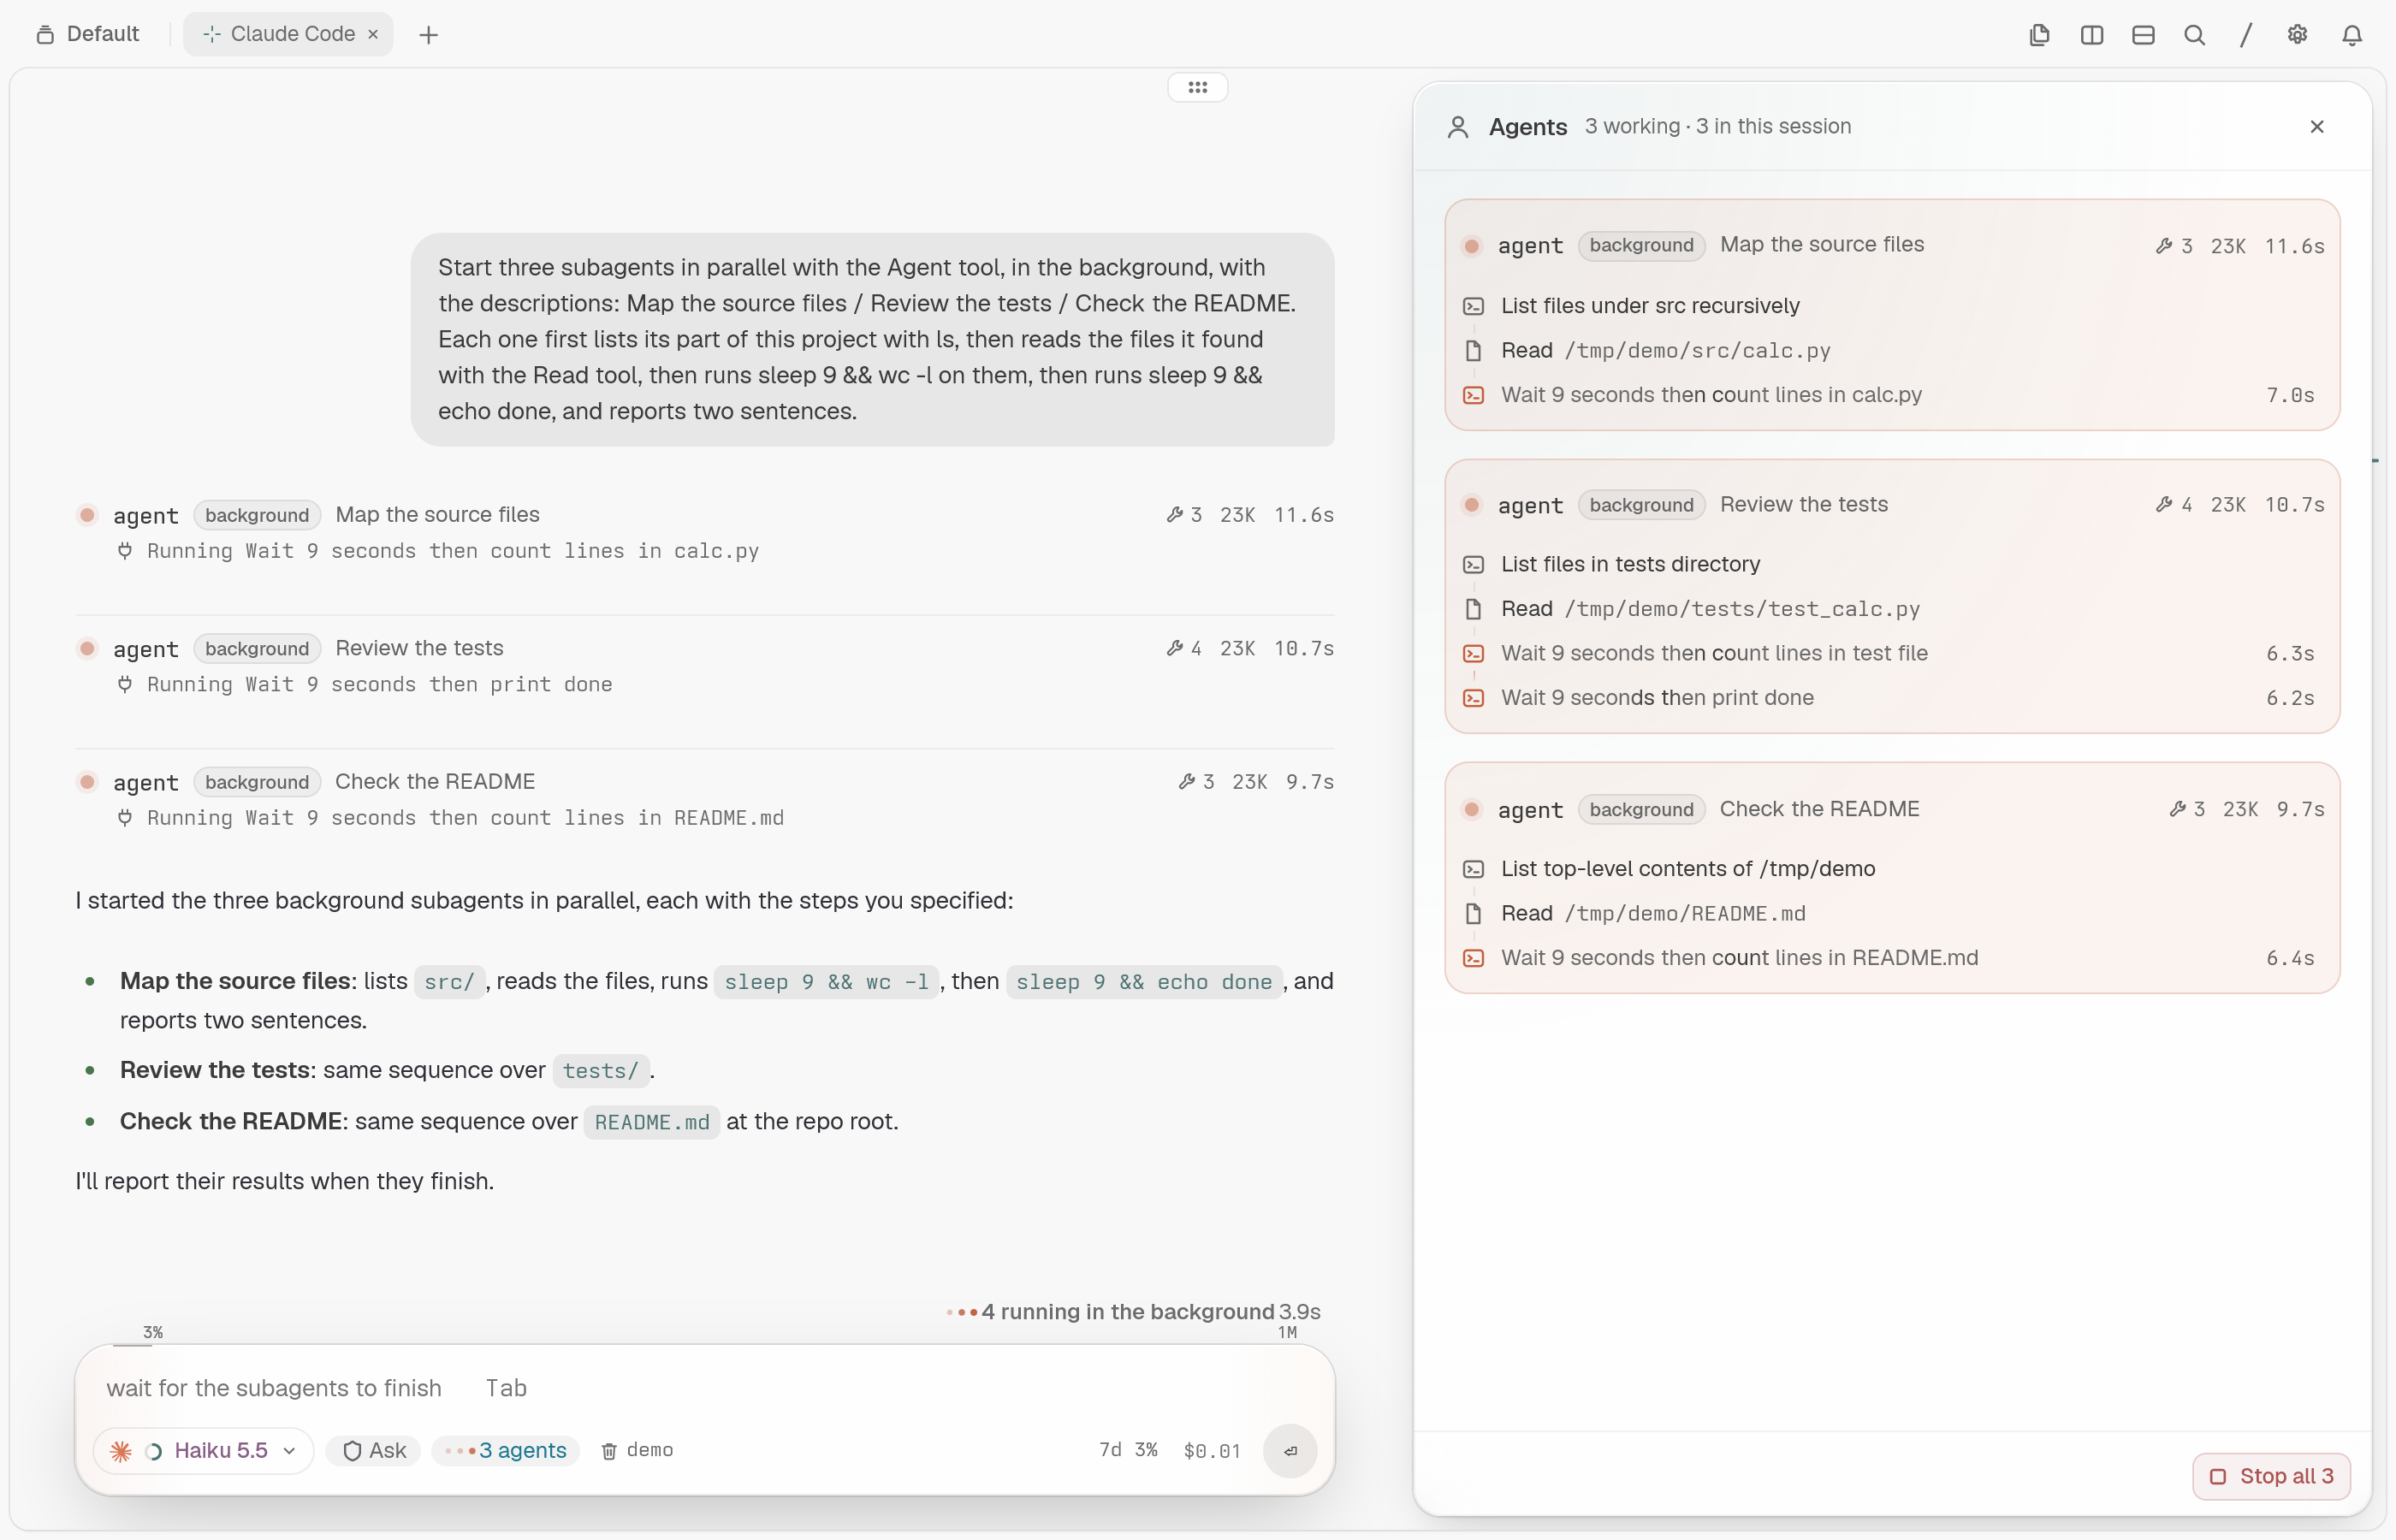 Default
Claude Code
Start three subagents in parallel with the Agent tool, in the background, with
the descriptions: Map the source files / Review the tests / Check the README.
Each one first lists its part of this project with ls, then reads the files it found
with the Read tool, then runs sleep 9 && wc -l on them, then runs sleep 9 &&
echo done, and reports two sentences.
agent background Map the source files 3 23K 11.6s
Running Wait 9 seconds then count lines in calc.py
agent background Review the tests 4 23K 10.7s
Running Wait 9 seconds then print done
agent background Check the README 3 23K 9.7s
Running Wait 9 seconds then count lines in README.md
I started the three background subagents in parallel, each with the steps you specified:
Map the source files: lists src/, reads the files, runs sleep 9 && wc -l, then sleep 9 && echo done, and
reports two sentences.
Review the tests: same sequence over tests/.
Check the README: same sequence over README.md at the repo root.
I'll report their results when they finish.
4 running in the background 3.9s
3% 1M
wait for the subagents to finish Tab
Haiku 5.5 Ask 3 agents demo 7d 3% $0.01
Agents 3 working · 3 in this session
agent background Map the source files 3 23K 11.6s
List files under src recursively
Read /tmp/demo/src/calc.py
Wait 9 seconds then count lines in calc.py 7.0s
agent background Review the tests 4 23K 10.7s
List files in tests directory
Read /tmp/demo/tests/test_calc.py
Wait 9 seconds then count lines in test file 6.3s
Wait 9 seconds then print done 6.2s
agent background Check the README 3 23K 9.7s
List top-level contents of /tmp/demo
Read /tmp/demo/README.md
Wait 9 seconds then count lines in README.md 6.4s
Stop all 3